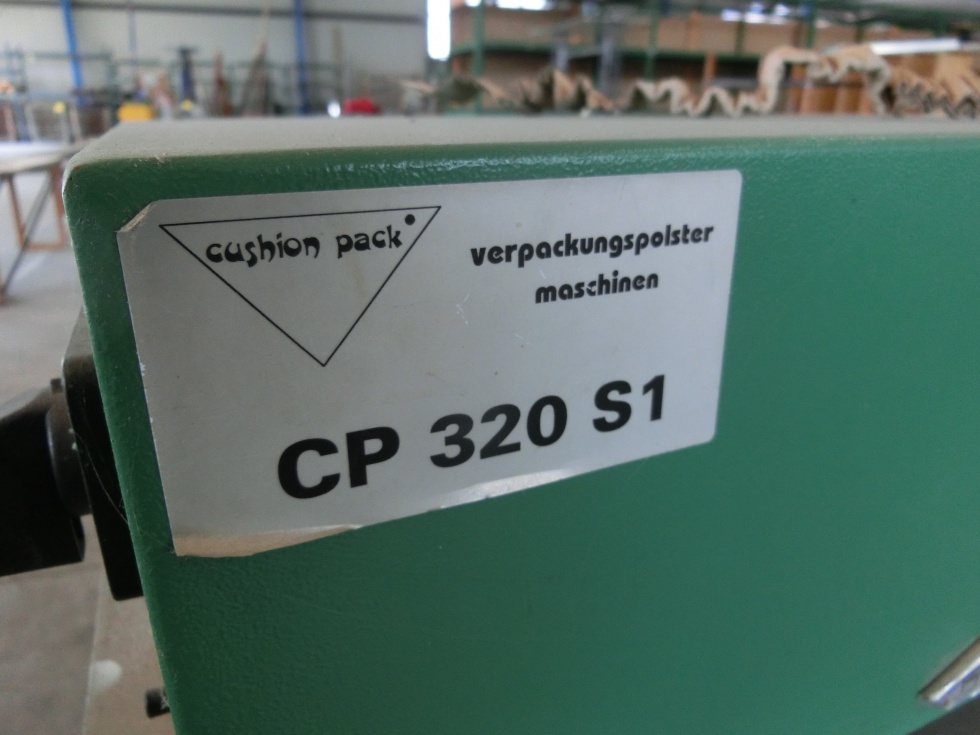 cushion pack
verpackungspolster
maschinen
CP 320 S1